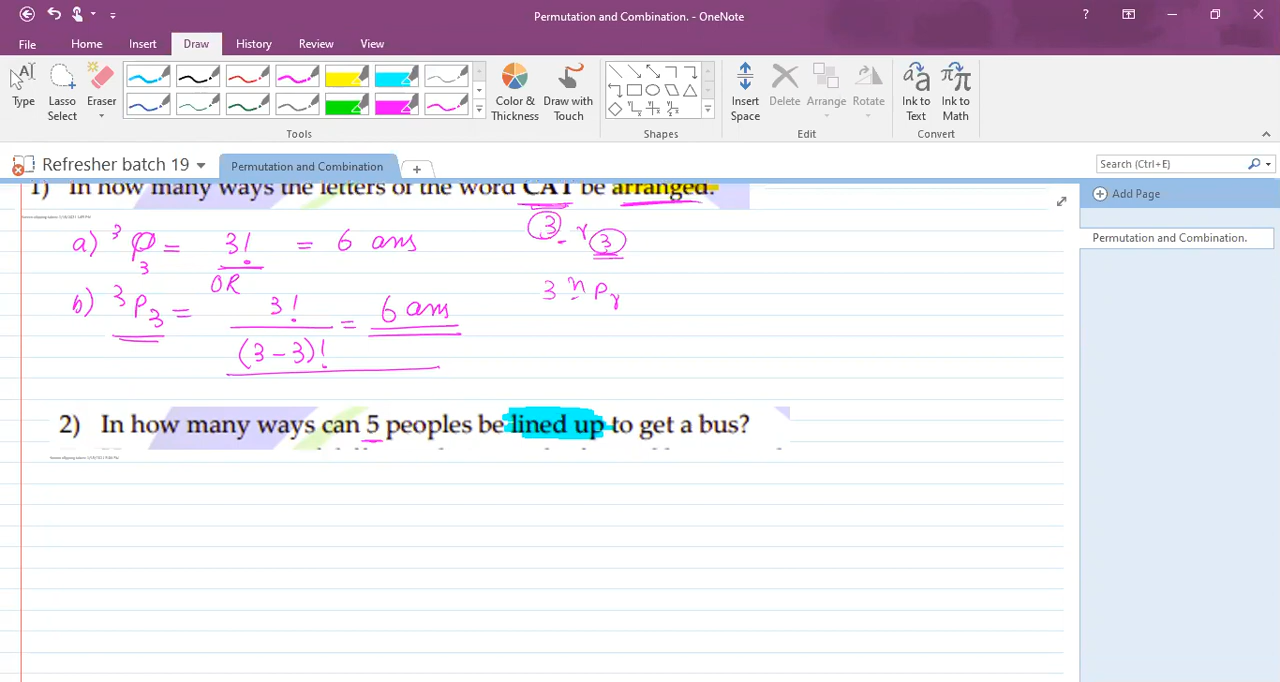 Permutation and Combination. - OneNote
?
File Home Insert Draw History Review View
Type
Lasso Select
Eraser
Color & Thickness
Draw with Touch
Insert Space
Delete
Arrange
Rotate
Ink to Text
Ink to Math
Tools
Shapes
Edit
Convert
Refresher batch 19
Permutation and Combination
Search (Ctrl+E)
Add Page
Permutation and Combination.
1) In how many ways the letters of the word CAT be arranged.
3 r 3
a) ³P₃ = 3! = 6 ans
OR
3 ⁿPᵣ
b) ³P₃ = 3! / (3-3)! = 6 ans
2) In how many ways can 5 peoples be lined up to get a bus?